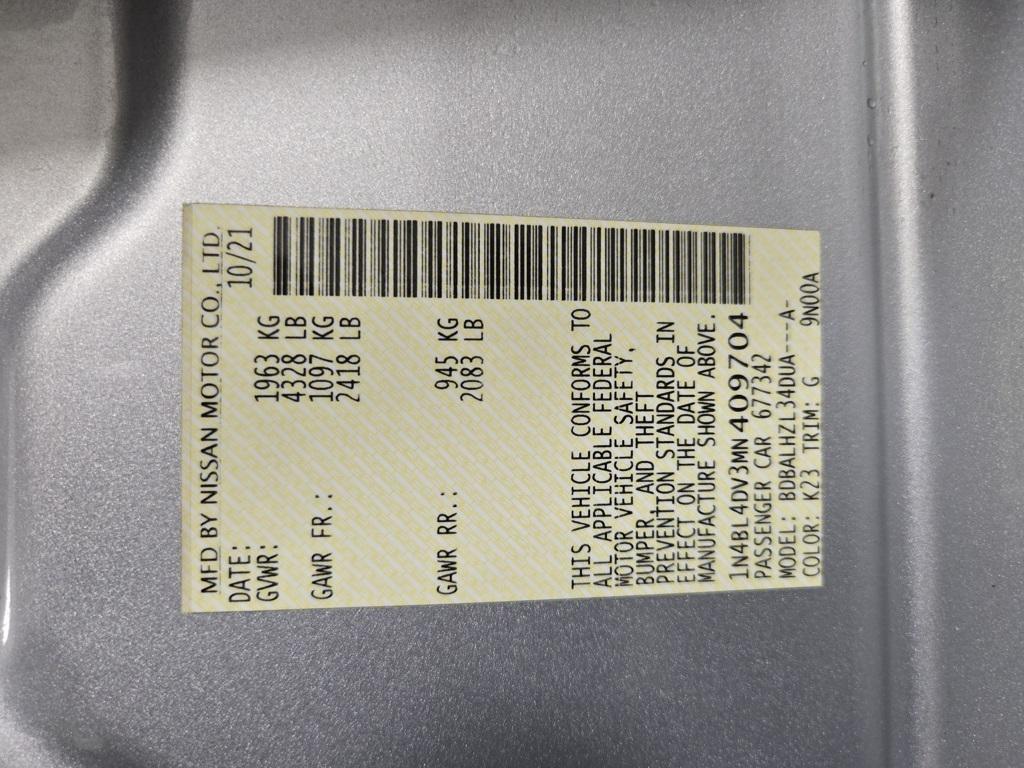 MFD BY NISSAN MOTOR CO., LTD.
DATE: 10/21
GVWR: 1963 KG
4328 LB
GAWR FR.: 1097 KG
2418 LB
GAWR RR.: 945 KG
2083 LB
THIS VEHICLE CONFORMS TO
ALL APPLICABLE FEDERAL
MOTOR VEHICLE SAFETY,
BUMPER, AND THEFT
PREVENTION STANDARDS IN
EFFECT ON THE DATE OF
MANUFACTURE SHOWN ABOVE.
1N4BL4DV3MN409704
PASSENGER CAR 677342
MODEL: BDBALHZL34DUA---A-
COLOR: K23 TRIM: G 9N00A